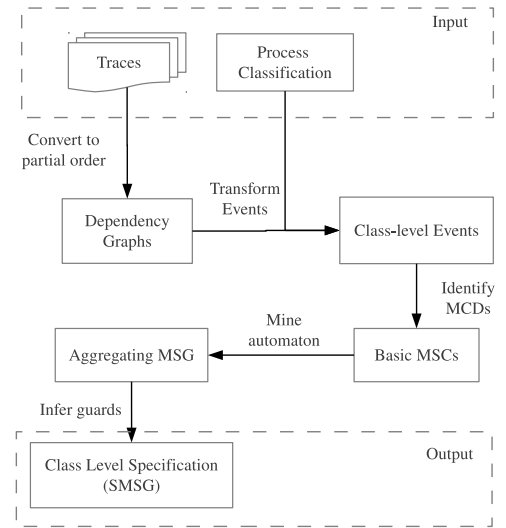 Input
Traces
Process
Classification
Convert to
partial order
Transform
Events
Dependency
Graphs
Class-level Events
Identify
MCDs
Mine
automaton
Aggregating MSG
Basic MSCs
Infer guards
Output
Class Level Specification
(SMSG)